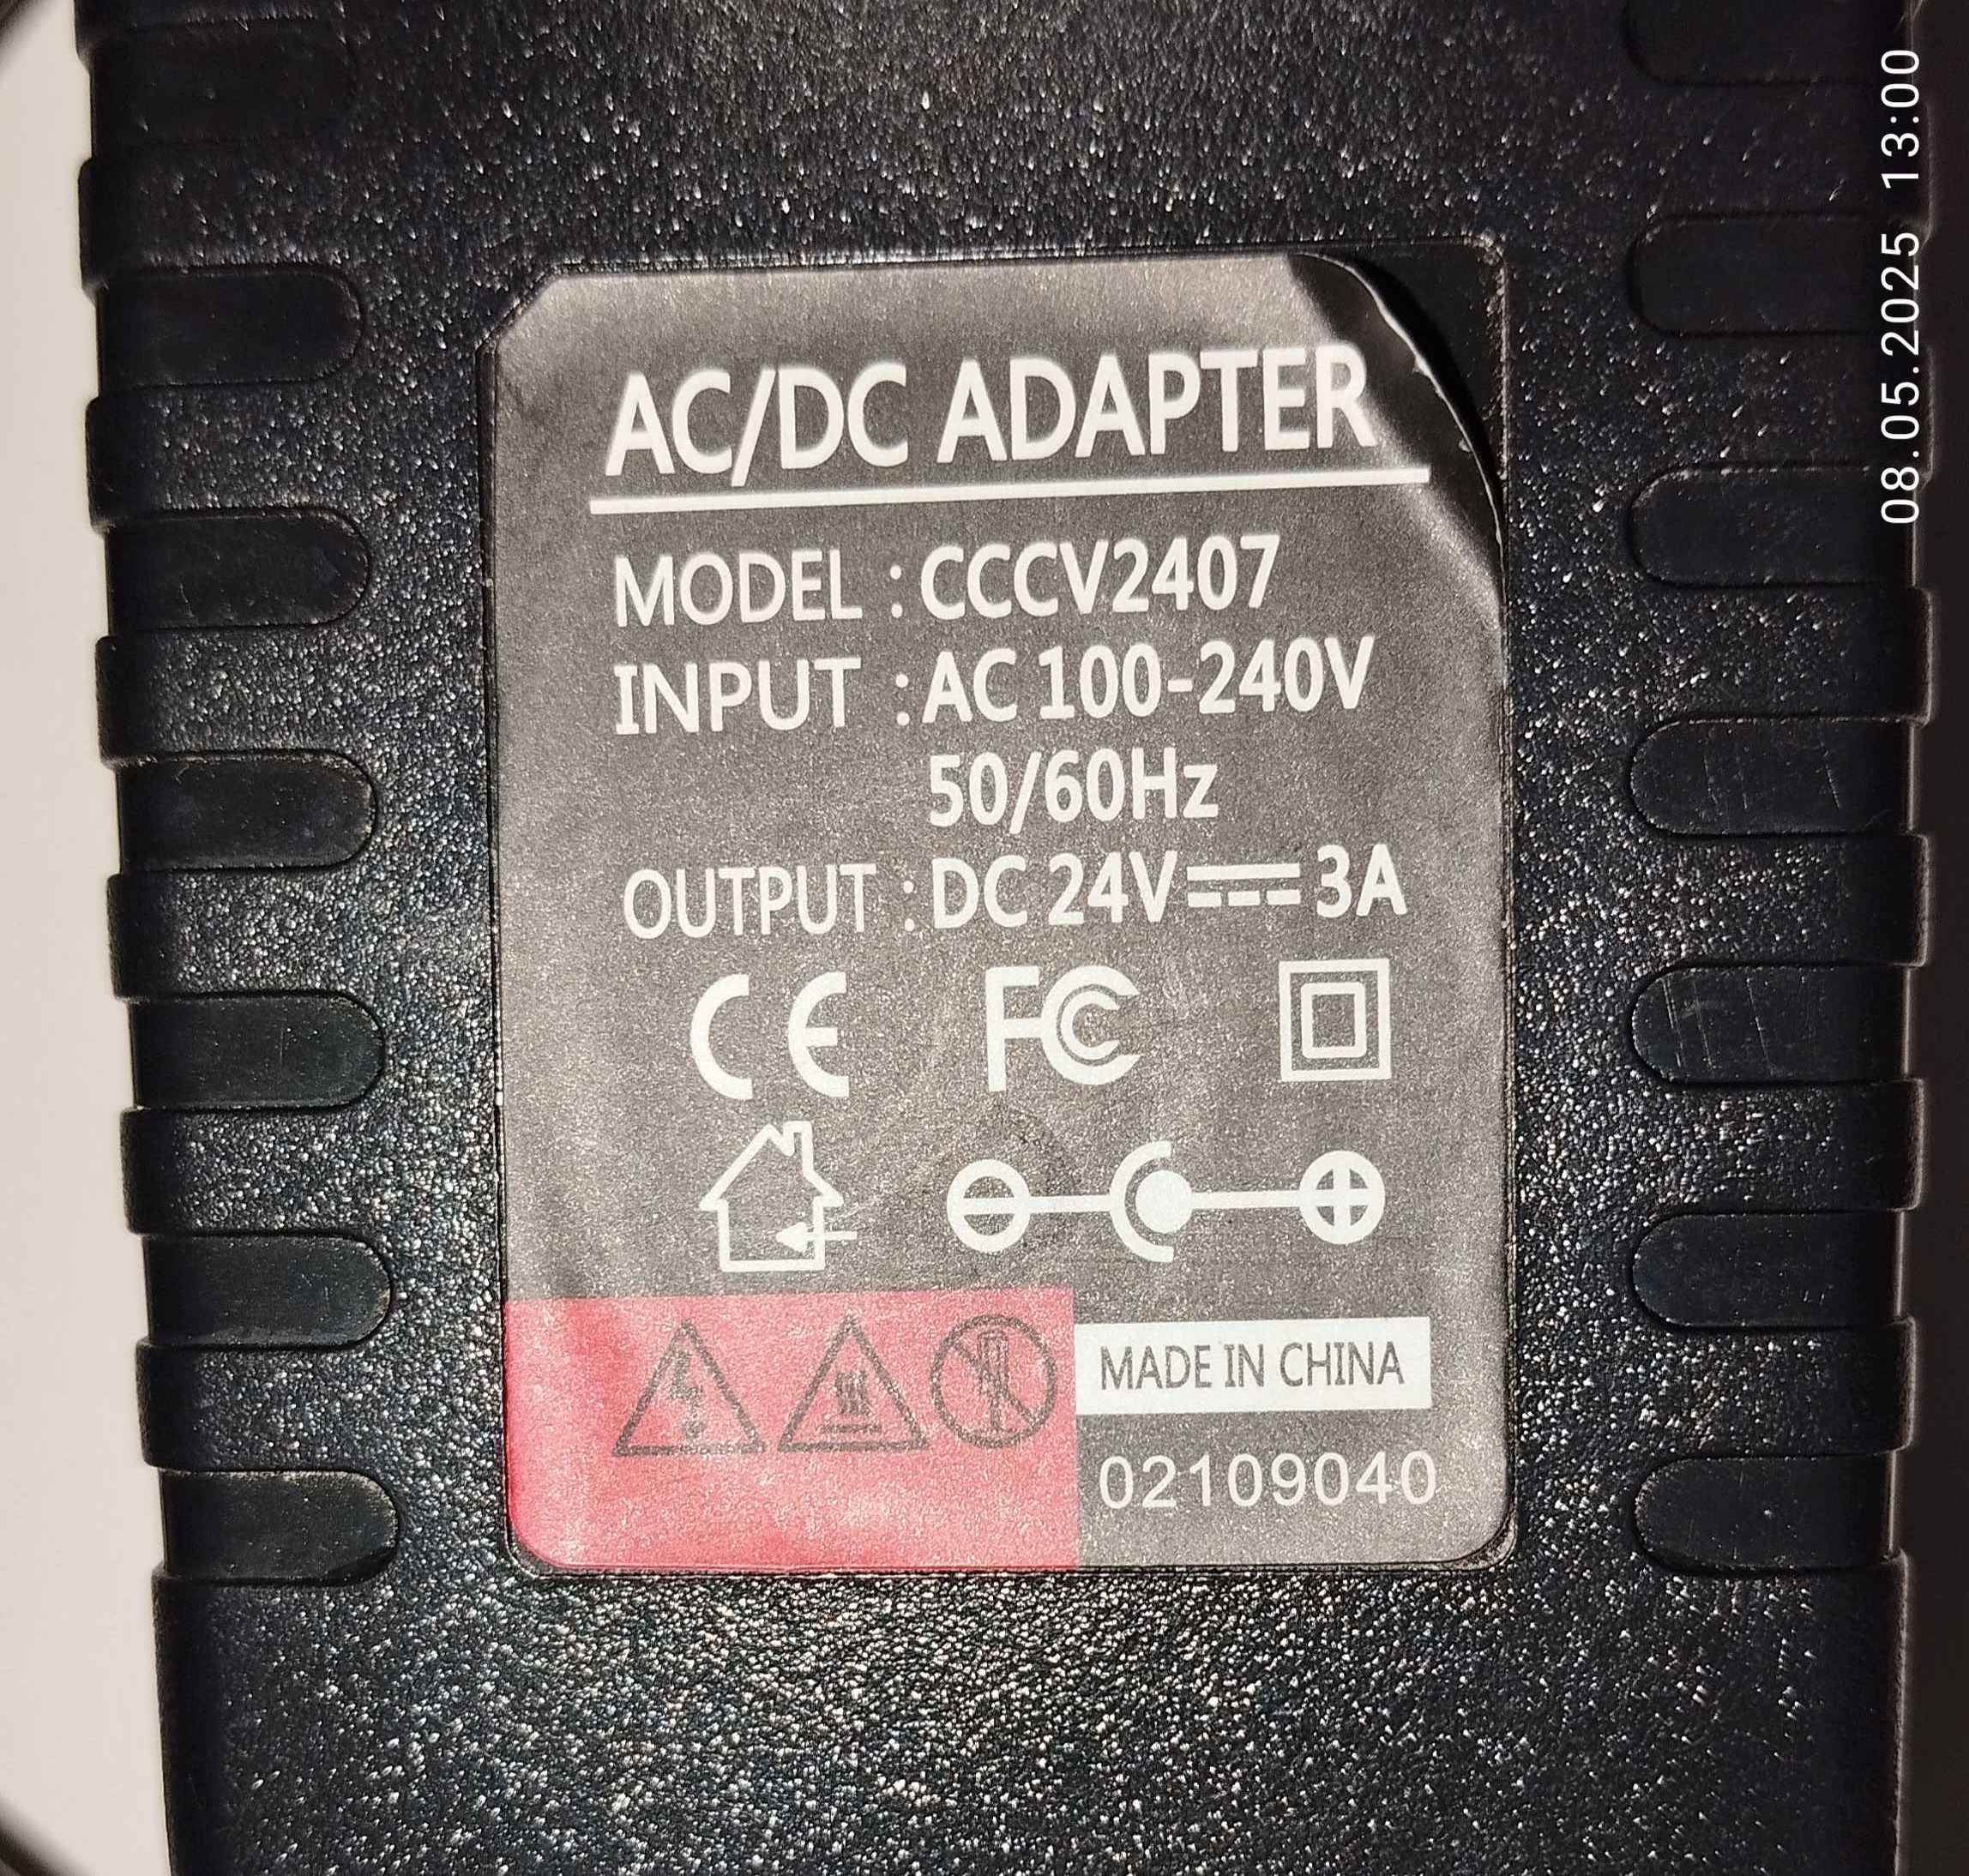 AC/DC ADAPTER
MODEL : CCCV2407
INPUT : AC 100-240V
50/60Hz
OUTPUT : DC 24V⎓3A
CE FC
MADE IN CHINA
02109040
08.05.2025 13:00